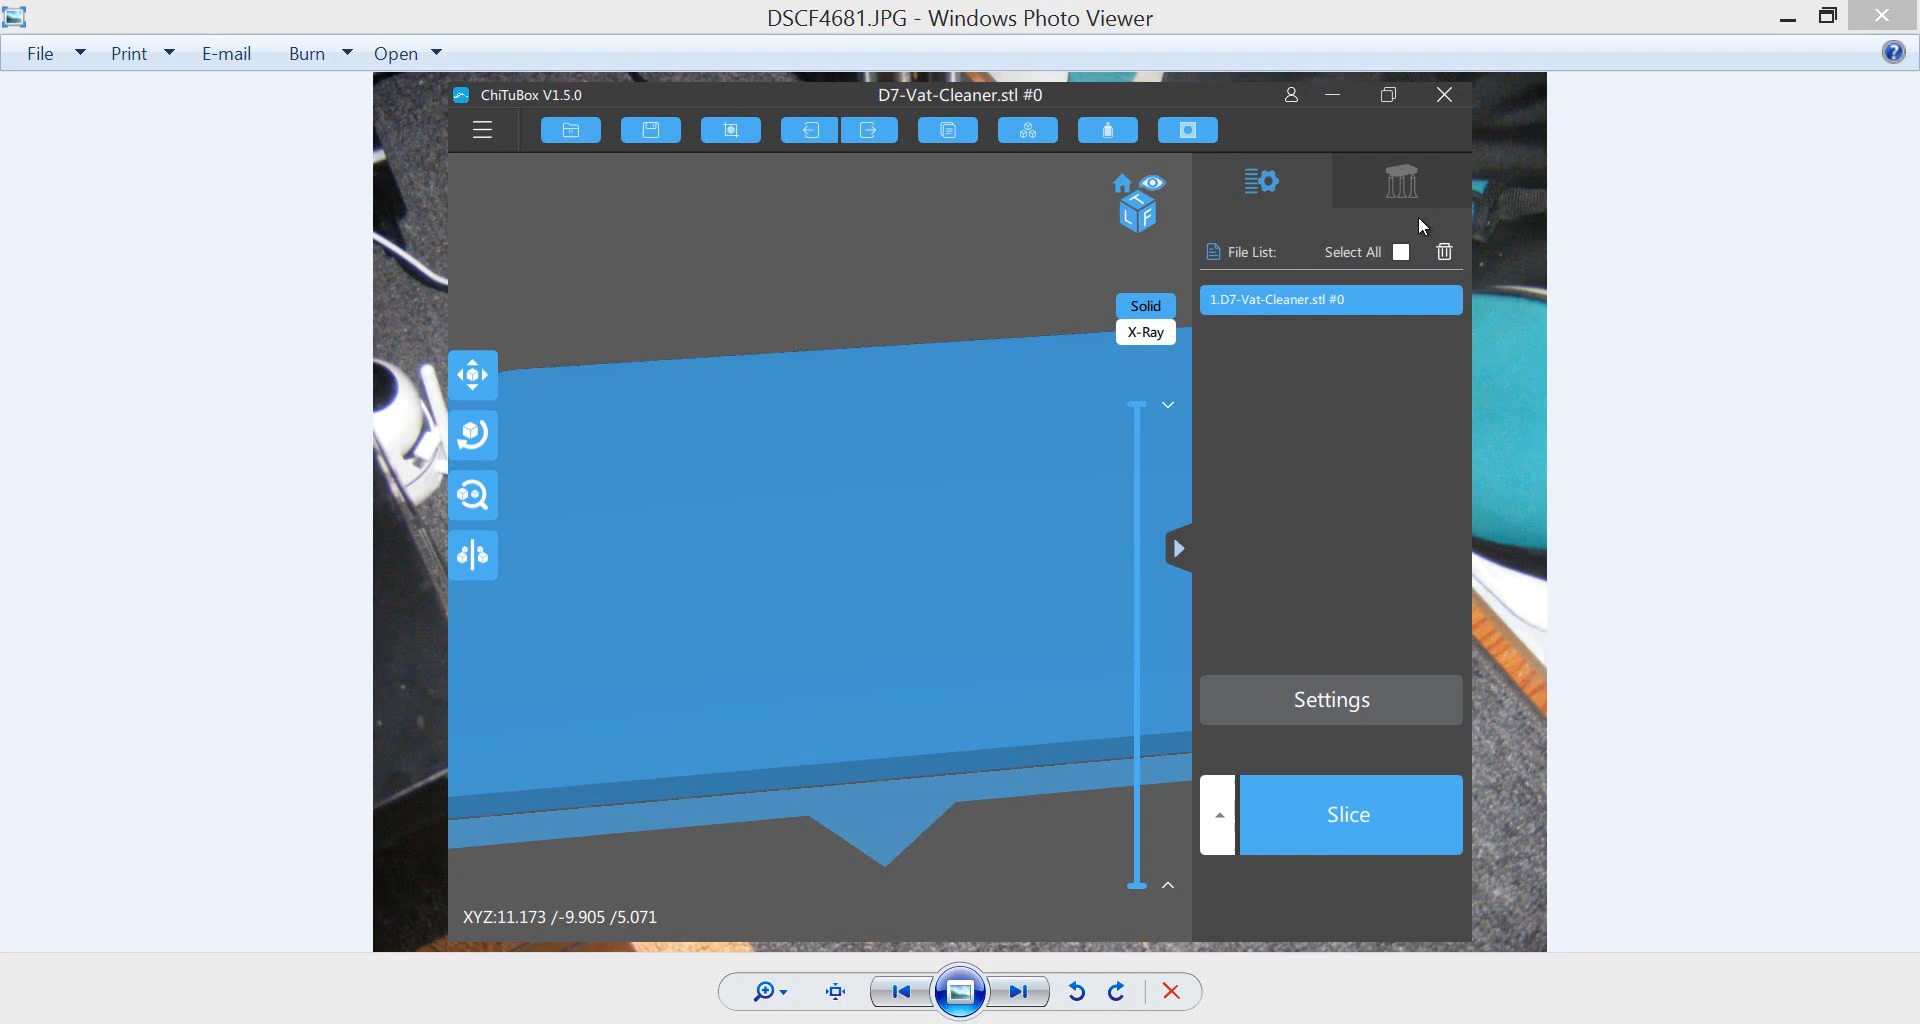 DSCF4681.JPG - Windows Photo Viewer
File Print E-mail Burn Open
ChiTuBox V1.5.0
D7-Vat-Cleaner.stl #0
T
L F
File List: Select All
1.D7-Vat-Cleaner.stl #0
Solid
X-Ray
Settings
Slice
XYZ:11.173 /-9.905 /5.071